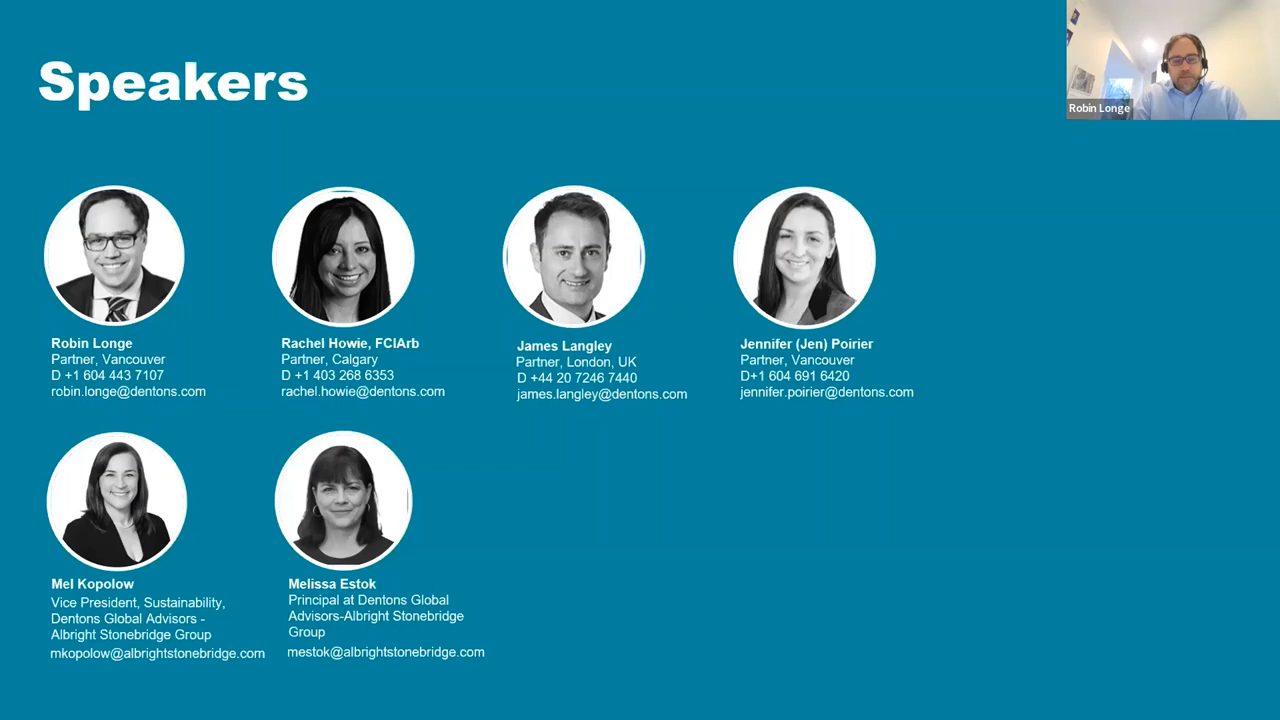 Speakers
Robin Longe
Robin Longe
Partner, Vancouver
D +1 604 443 7107
robin.longe@dentons.com
Rachel Howie, FCIArb
Partner, Calgary
D +1 403 268 6353
rachel.howie@dentons.com
James Langley
Partner, London, UK
D +44 20 7246 7440
james.langley@dentons.com
Jennifer (Jen) Poirier
Partner, Vancouver
D+1 604 691 6420
jennifer.poirier@dentons.com
Mel Kopolow
Vice President, Sustainability,
Dentons Global Advisors -
Albright Stonebridge Group
mkopolow@albrightstonebridge.com
Melissa Estok
Principal at Dentons Global
Advisors-Albright Stonebridge
Group
mestok@albrightstonebridge.com